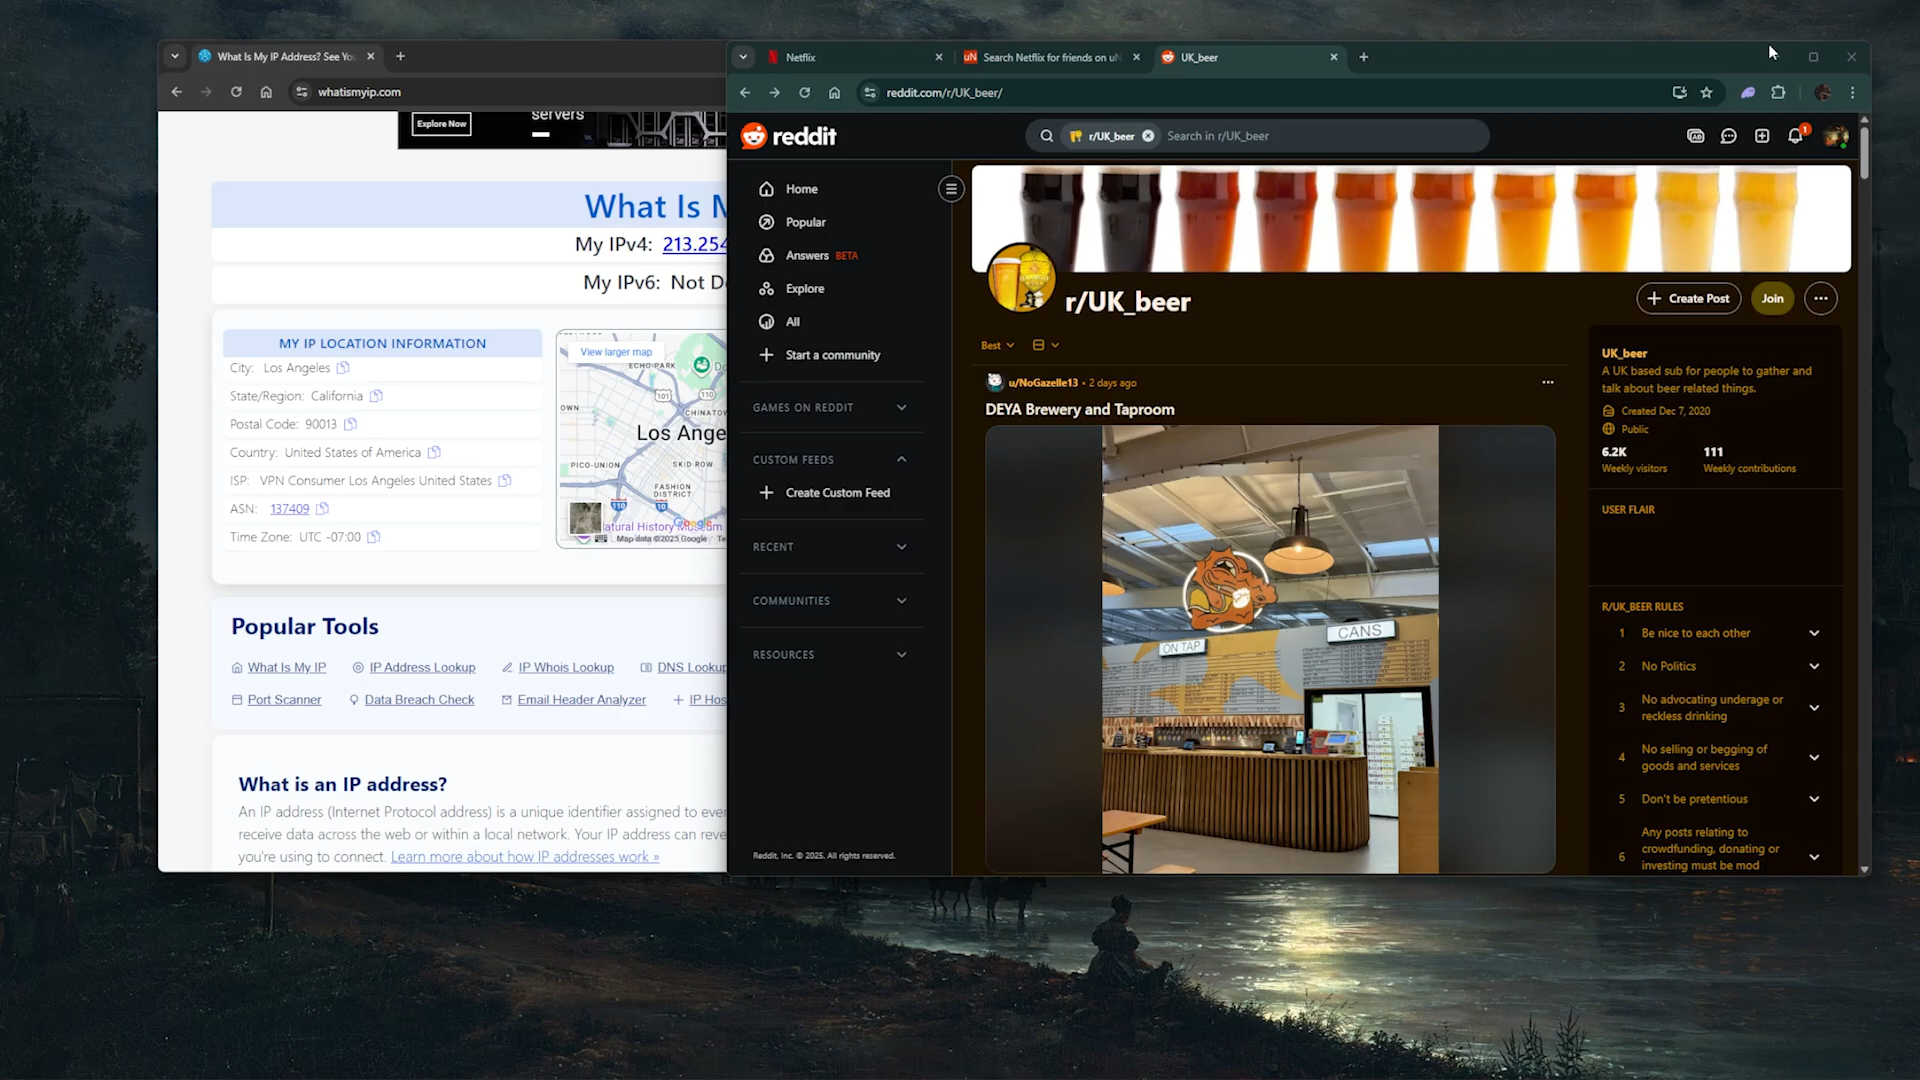 What Is My IP Address? See Yo
whatismyip.com
Explore Now
servers
What Is M
My IPv4: 213.254
My IPv6: Not De
MY IP LOCATION INFORMATION
City: Los Angeles
State/Region: California
Postal Code: 90013
Country: United States of America
ISP: VPN Consumer Los Angeles United States
ASN: 137409
Time Zone: UTC -07:00
View larger map
ECHO PARK
CHINATOW
Los Ange
PICO-UNION
SKID ROW
FASHION
DISTRICT
Natural History Museum
Google
Map data ©2025 Google
Popular Tools
What Is My IP
IP Address Lookup
IP Whois Lookup
DNS Lookup
Port Scanner
Data Breach Check
Email Header Analyzer
IP Hos
What is an IP address?
An IP address (Internet Protocol address) is a unique identifier assigned to ever
receive data across the web or within a local network. Your IP address can reve
you're using to connect. Learn more about how IP addresses work »
Netflix
Search Netflix for friends on uN
UK_beer
reddit.com/r/UK_beer/
reddit
r/UK_beer
Search in r/UK_beer
1
Home
Popular
Answers BETA
Explore
All
Start a community
GAMES ON REDDIT
CUSTOM FEEDS
Create Custom Feed
RECENT
COMMUNITIES
RESOURCES
Reddit, Inc. © 2025. All rights reserved.
r/UK_beer
Create Post
Join
Best
u/NoGazelle13 • 2 days ago
DEYA Brewery and Taproom
ON TAP
CANS
UK_beer
A UK based sub for people to gather and
talk about beer related things.
Created Dec 7, 2020
Public
6.2K
Weekly visitors
111
Weekly contributions
USER FLAIR
R/UK_BEER RULES
1 Be nice to each other
2 No Politics
3 No advocating underage or
reckless drinking
4 No selling or begging of
goods and services
5 Don't be pretentious
6 Any posts relating to
crowdfunding, donating or
investing must be mod